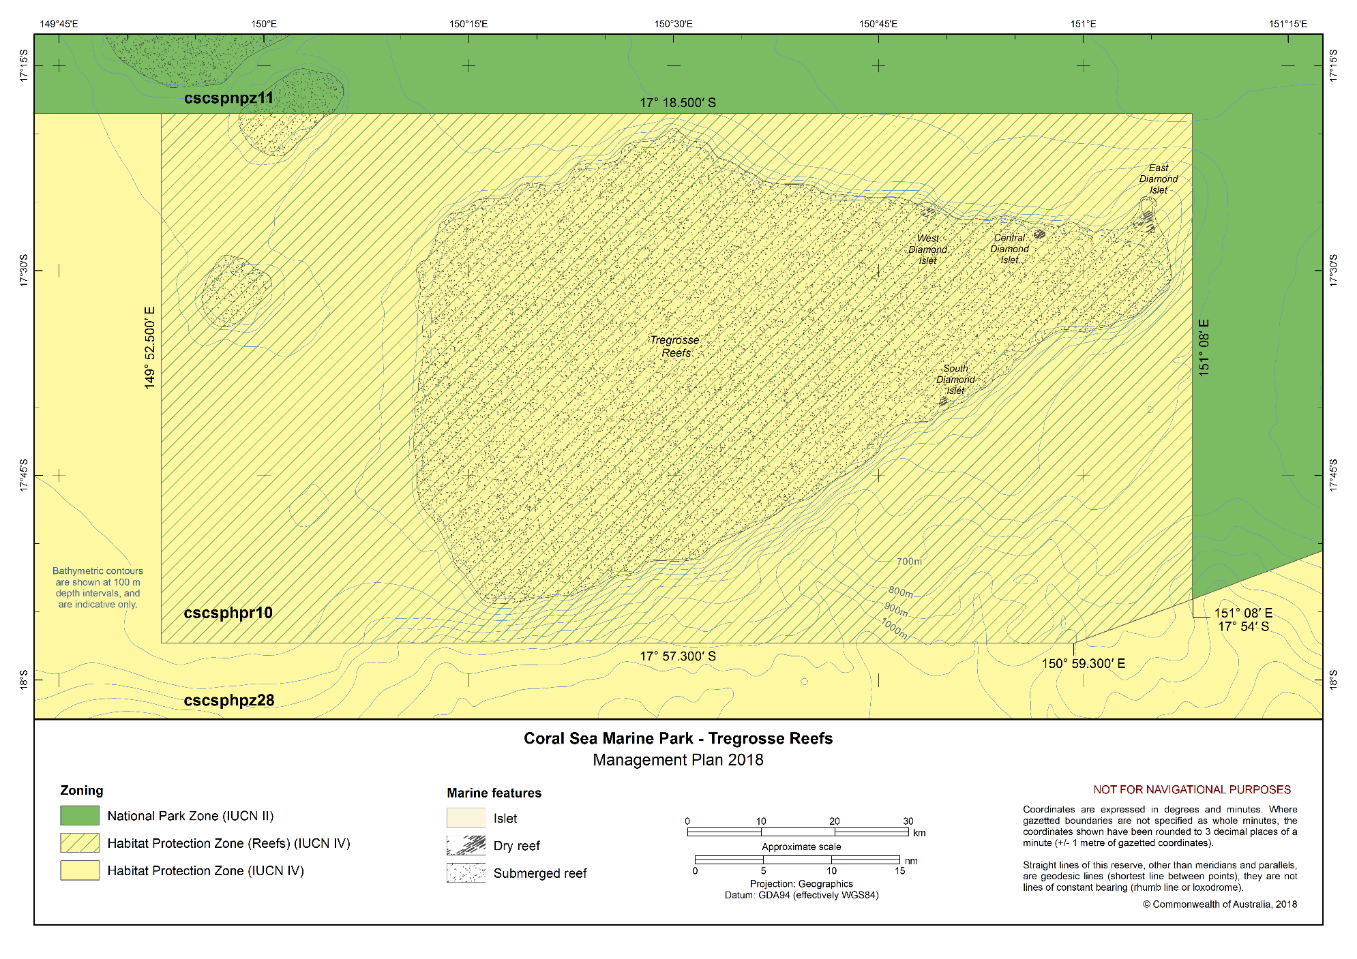 149°45'E 150°E 150°15'E 150°30'E 150°45'E 151°E 151°15'E
17°15'S
17°15'S
cscspnpz11
17° 18.500' S
East
Diamond
Islet
West
Diamond
Islet
Central
Diamond
Islet
17°30'S
17°30'S
149° 52.500' E
151° 08' E
Tregrosse
Reefs
South
Diamond
Islet
17°45'S
17°45'S
700m
800m
900m
1000m
Bathymetric contours
are shown at 100 m
depth intervals, and
are indicative only.
cscsphpr10
151° 08' E
17° 54' S
17° 57.300' S
150° 59.300' E
18°S
18°S
cscsphpz28
Coral Sea Marine Park - Tregrosse Reefs
Management Plan 2018
Zoning
National Park Zone (IUCN II)
Habitat Protection Zone (Reefs) (IUCN IV)
Habitat Protection Zone (IUCN IV)
Marine features
Islet
Dry reef
Submerged reef
0 10 20 30
km
Approximate scale
nm
0 5 10 15
Projection: Geographics
Datum: GDA94 (effectively WGS84)
NOT FOR NAVIGATIONAL PURPOSES
Coordinates are expressed in degrees and minutes. Where
gazetted boundaries are not specified as whole minutes, the
coordinates shown have been rounded to 3 decimal places of a
minute (+/- 1 metre of gazetted coordinates).
Straight lines of this reserve, other than meridians and parallels,
are geodesic lines (shortest line between points), they are not
lines of constant bearing (rhumb line or loxodrome).
© Commonwealth of Australia, 2018